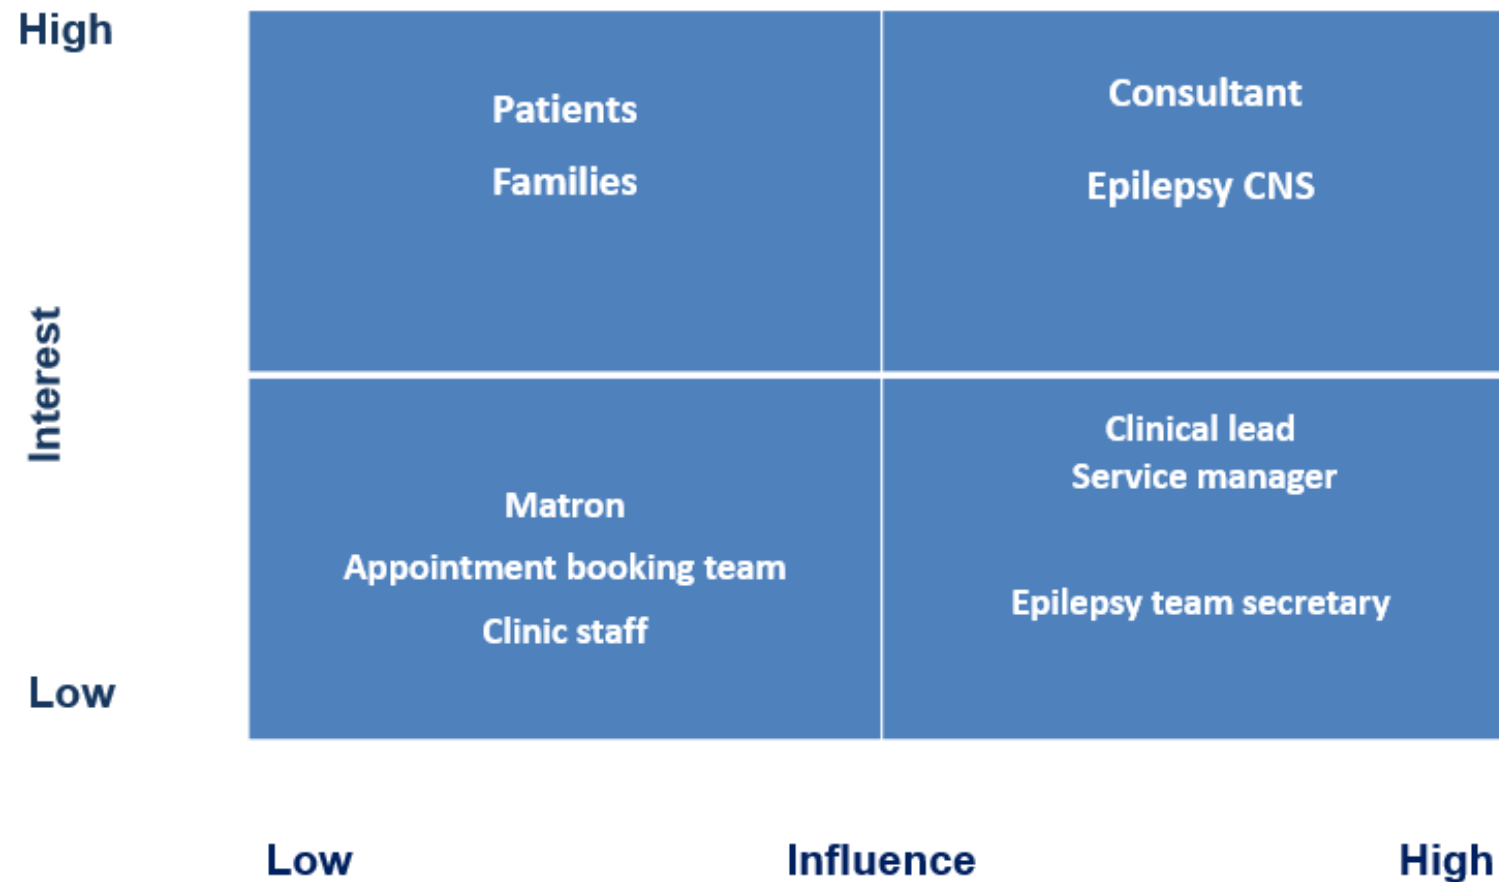 High
Patients
Families
Consultant
Epilepsy CNS
Interest
Matron
Appointment booking team
Clinic staff
Clinical lead
Service manager
Epilepsy team secretary
Low
Low
Influence
High